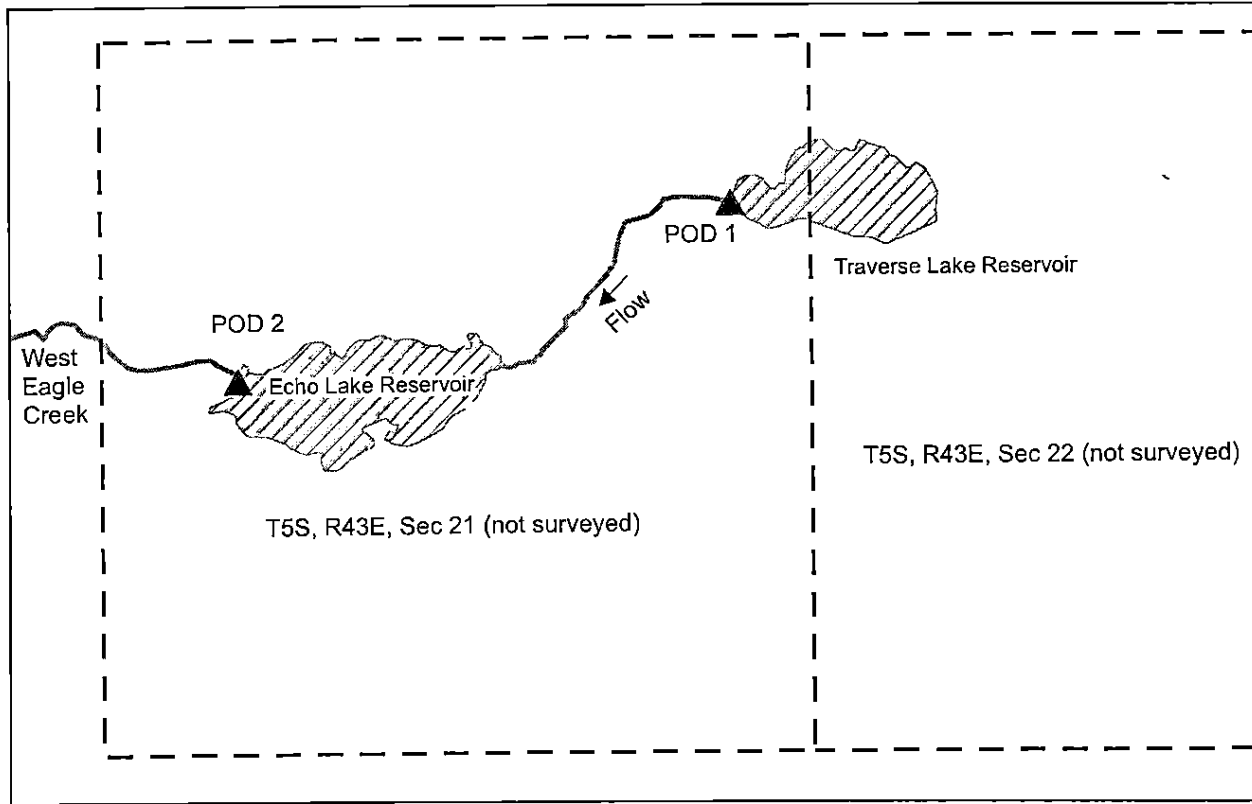 POD 1
Traverse Lake Reservoir
Flow
POD 2
West
Eagle
Creek
Echo Lake Reservoir
T5S, R43E, Sec 22 (not surveyed)
T5S, R43E, Sec 21 (not surveyed)